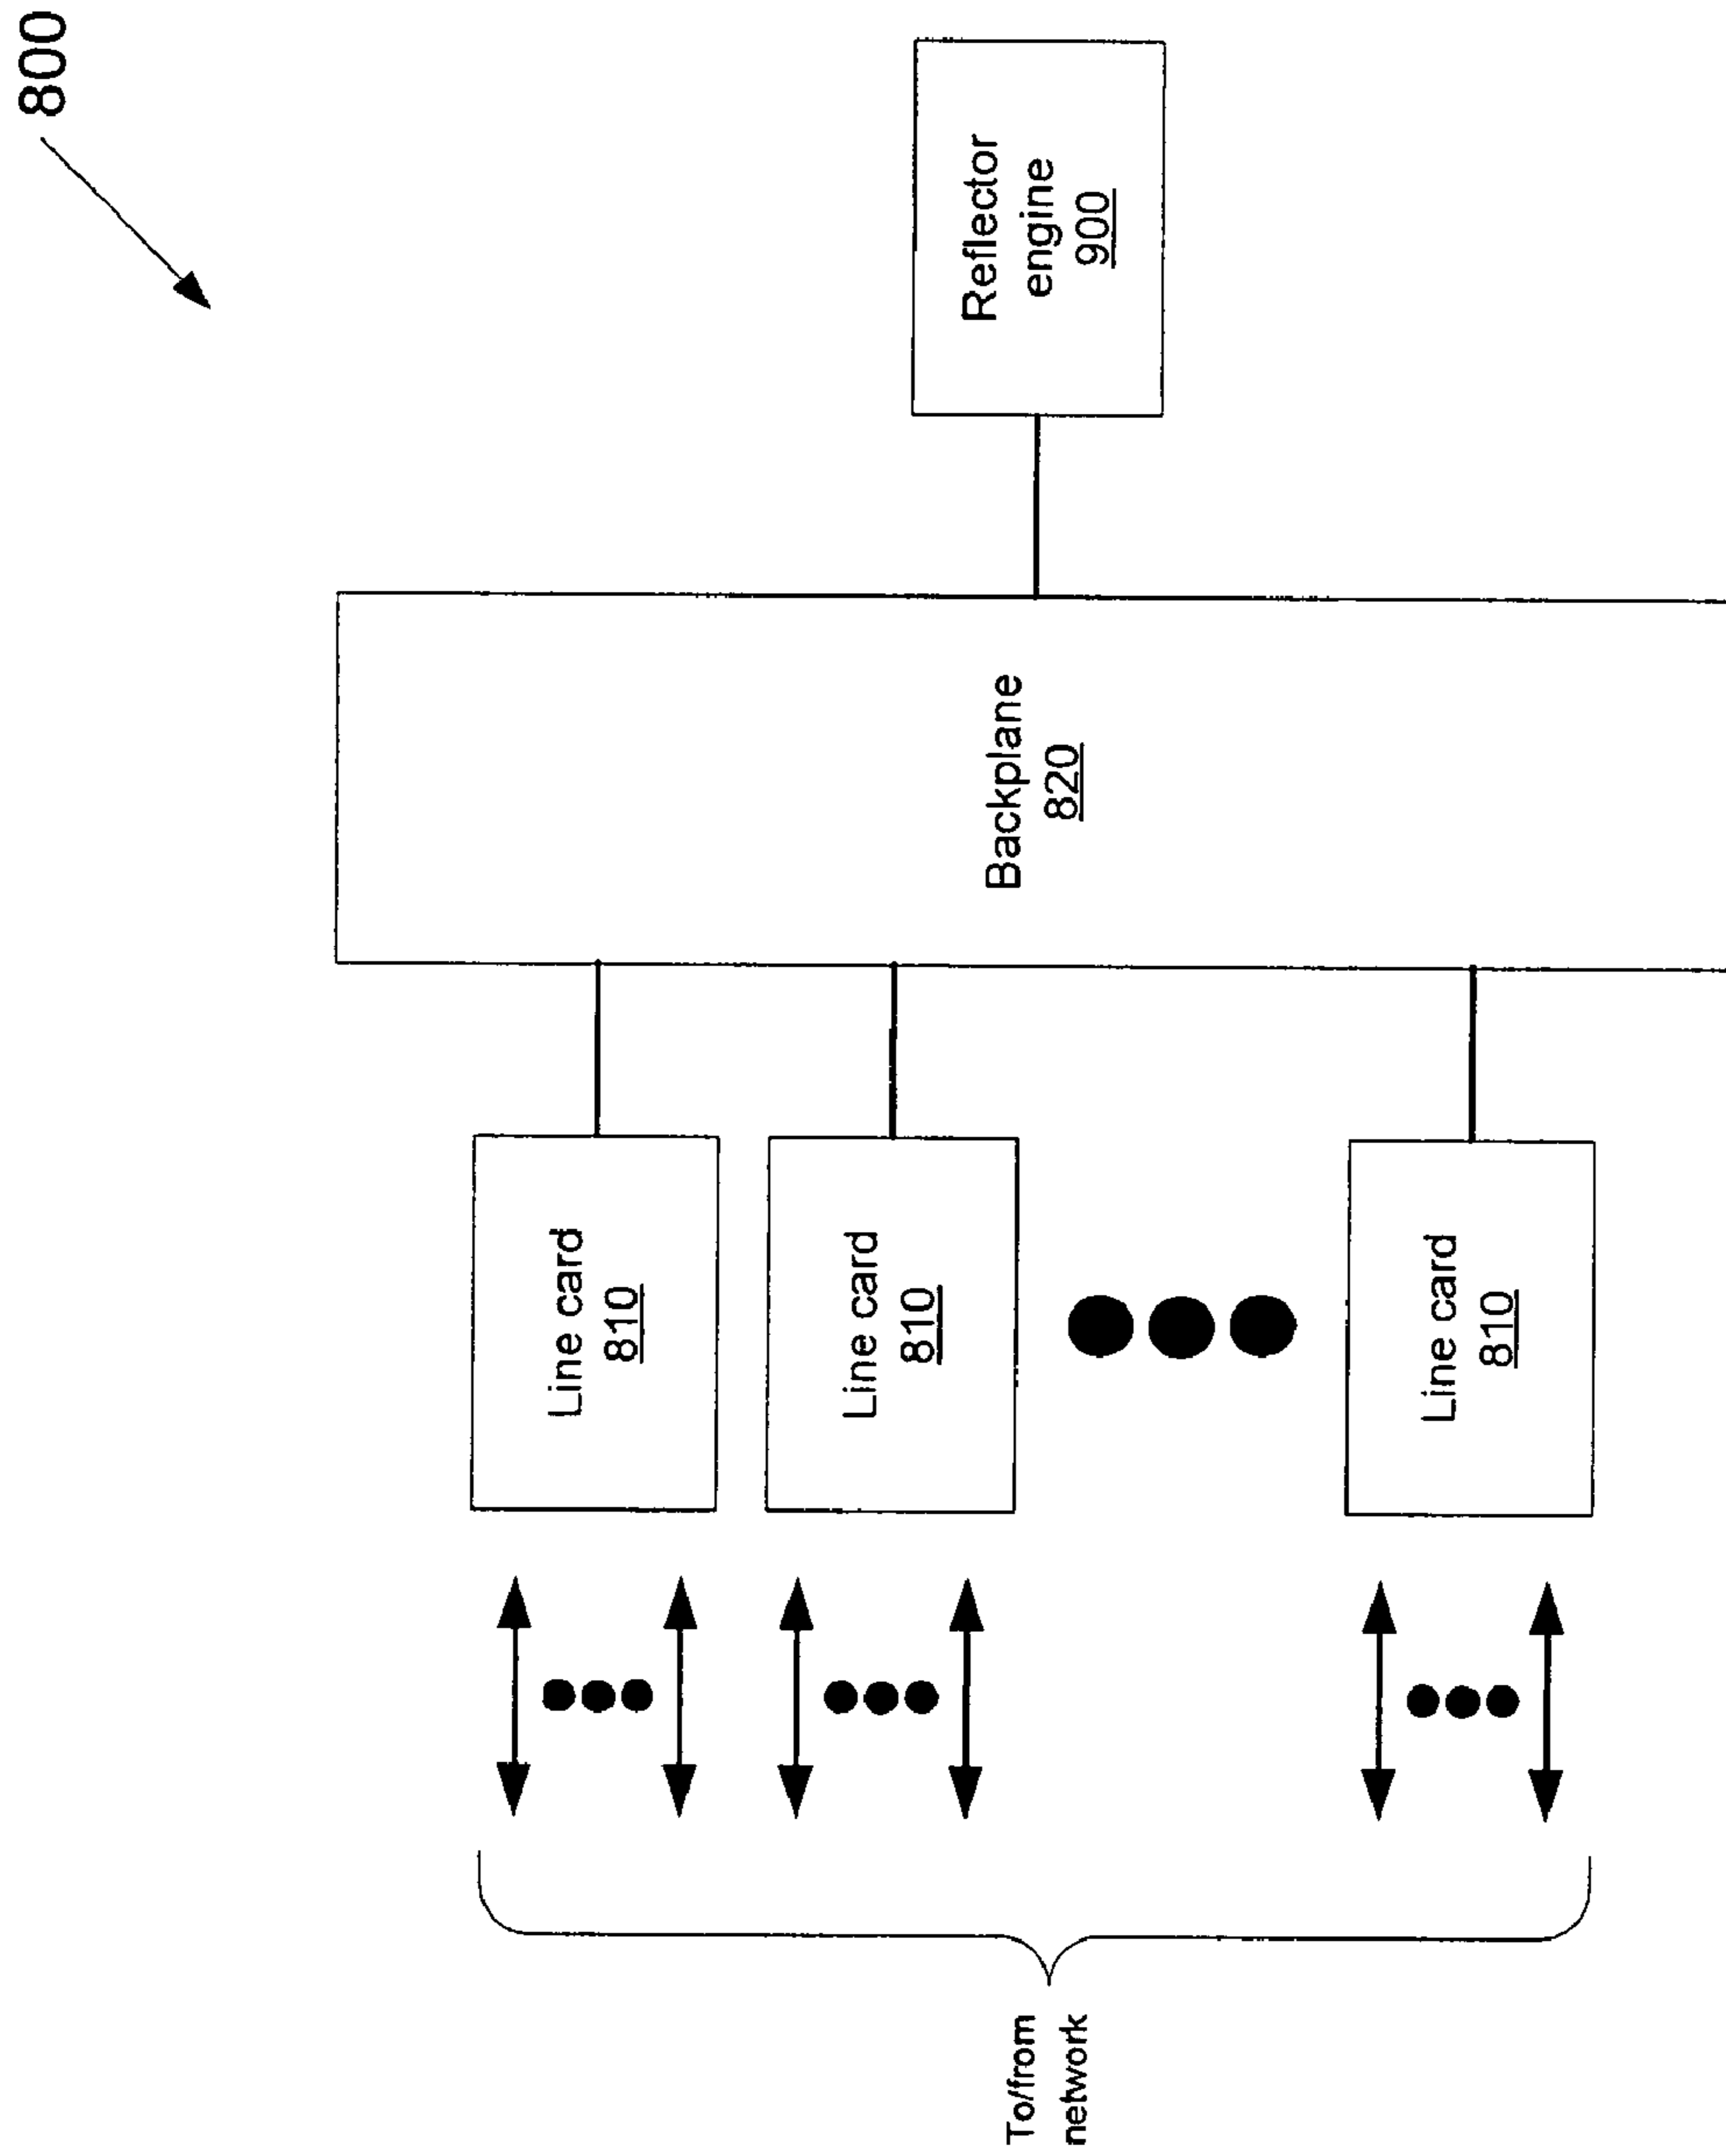 800
To/from
network
Line card
810
Line card
810
Line card
810
Backplane
820
Reflector
engine
900